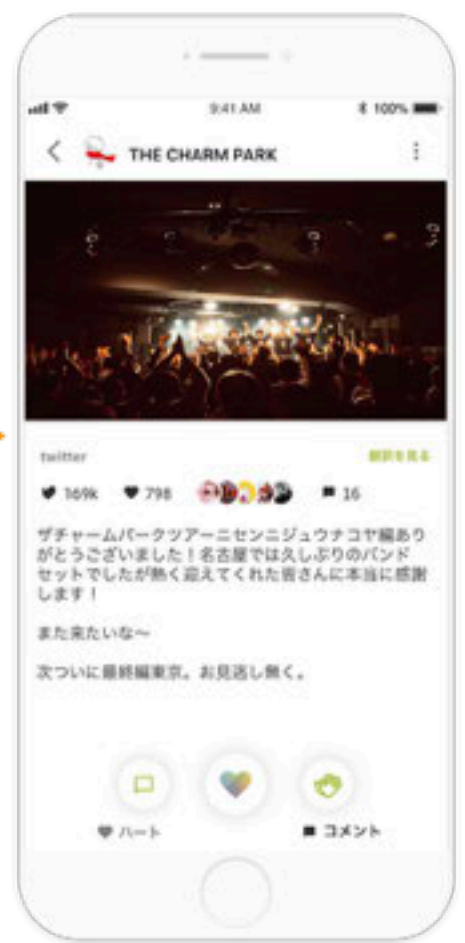 9:41 AM
100%
THE CHARM PARK
twitter
翻訳を見る
169k
798
16
ザチャームパークツアーニセンニジュウナゴヤ編あり
がとうございました！名古屋では久しぶりのバンド
セットでしたが熱く迎えてくれた皆さんに本当に感謝
します！
また来たいな〜
次ついに最終編東京。お見逃し無く。
ハート
コメント